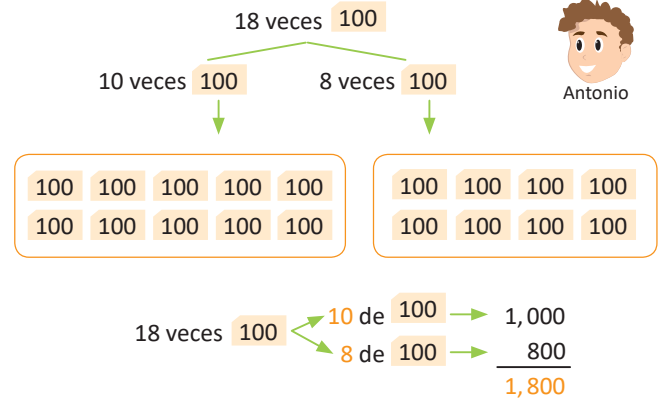 18 veces 100
Antonio
10 veces 100
8 veces 100
100 100 100 100 100
100 100 100 100 100
100 100 100 100
100 100 100 100
18 veces 100
10 de 100
1,000
8 de 100
800
1,800